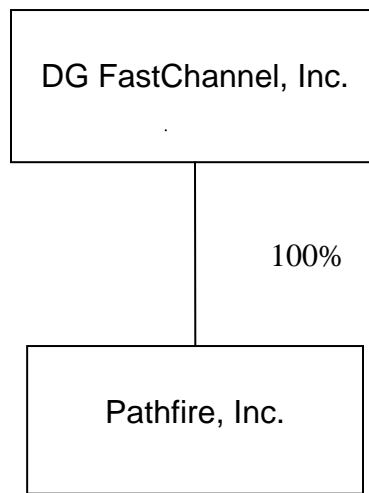 DG FastChannel, Inc.
.
100%
Pathfire, Inc.